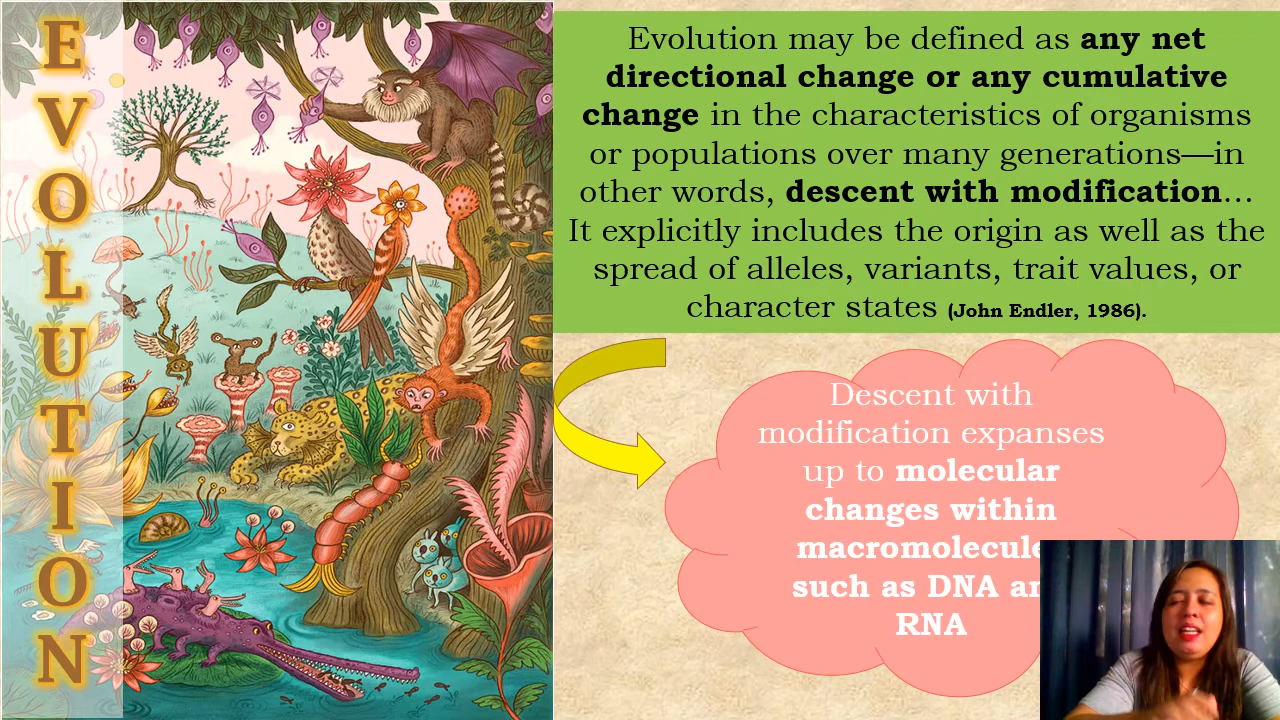 EVOLUTION
Evolution may be defined as any net
directional change or any cumulative
change in the characteristics of organisms
or populations over many generations—in
other words, descent with modification...
It explicitly includes the origin as well as the
spread of alleles, variants, trait values, or
character states (John Endler, 1986).
Descent with
modification expanses
up to molecular
changes within
such as DNA
RNA